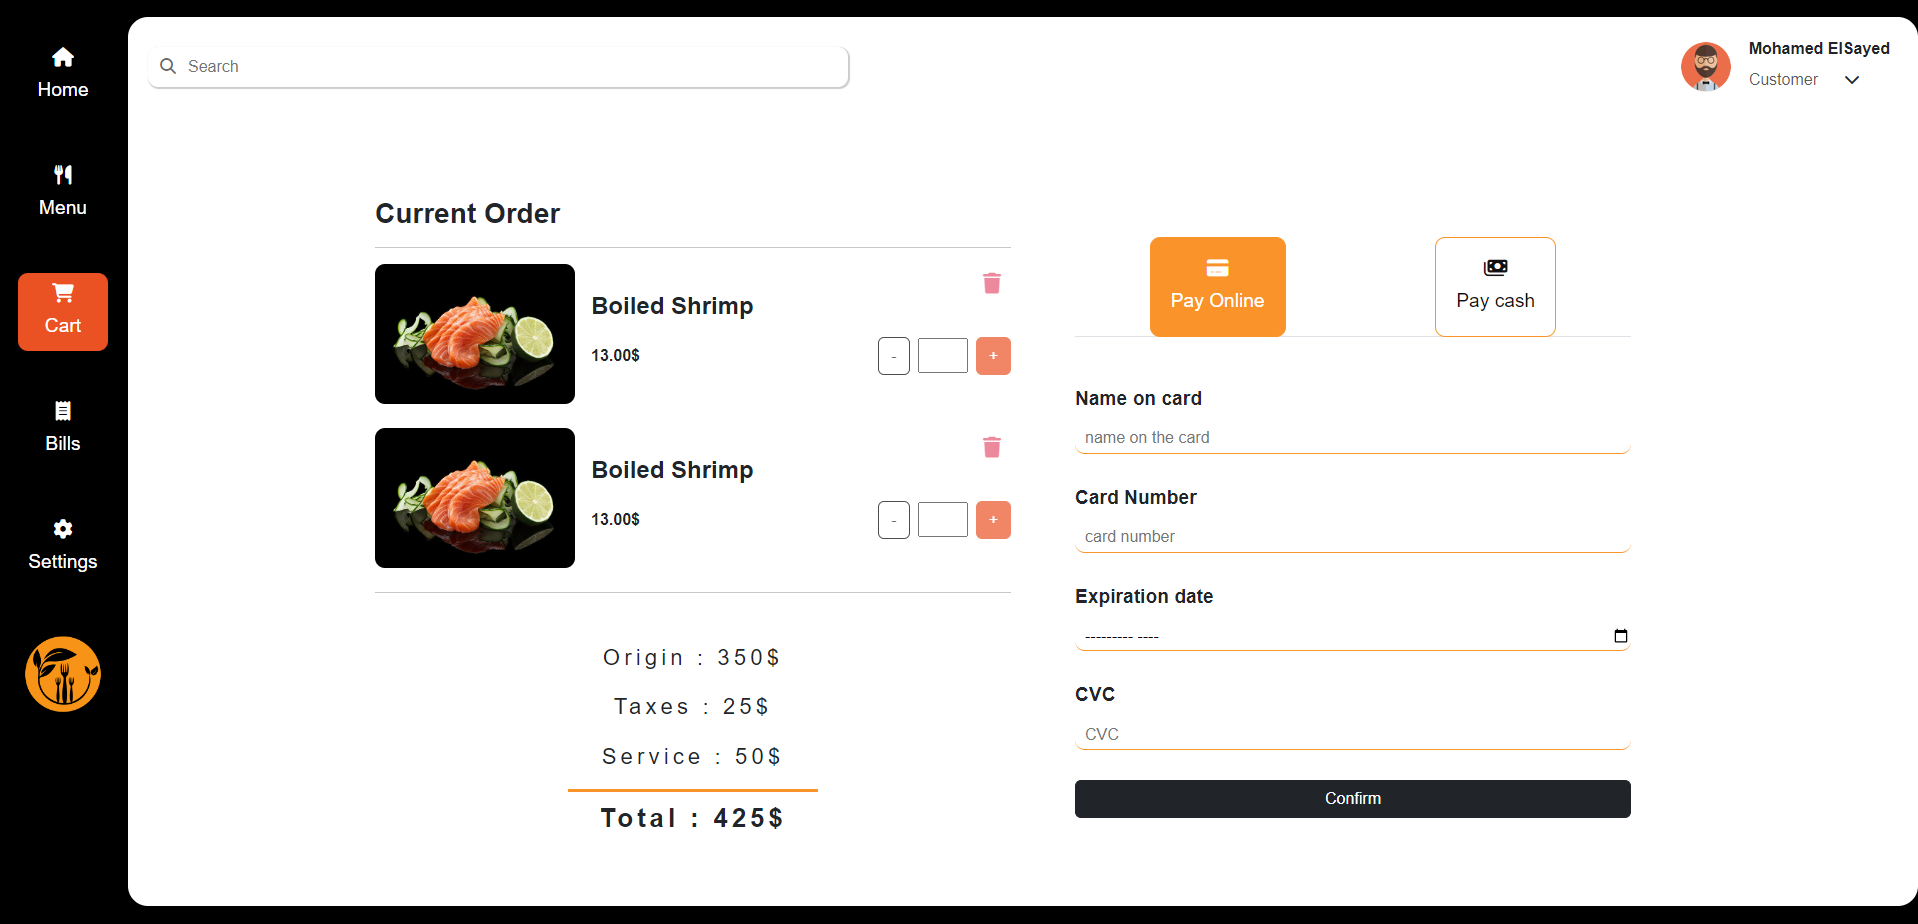 Home
Menu
Cart
Bills
Settings
Search
Mohamed ElSayed
Customer
Current Order
Boiled Shrimp
13.00$
-
+
Boiled Shrimp
13.00$
-
+
Origin : 350$
Taxes : 25$
Service : 50$
Total : 425$
Pay Online
Pay cash
Name on card
name on the card
Card Number
card number
Expiration date
--------- ----
CVC
CVC
Confirm